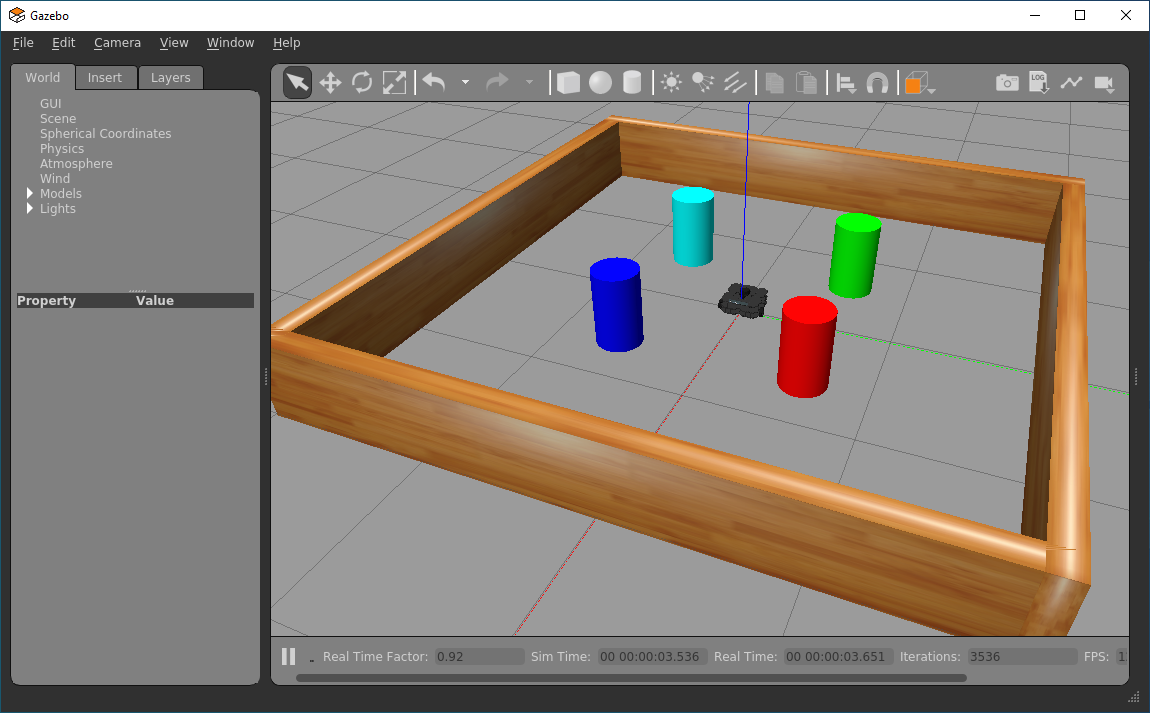 Gazebo
File Edit Camera View Window Help
World Insert Layers
LOG
GUI
Scene
Spherical Coordinates
Physics
Atmosphere
Wind
Models
Lights
Property Value
Real Time Factor: 0.92 Sim Time: 00 00:00:03.536 Real Time: 00 00:00:03.651 Iterations: 3536 FPS: